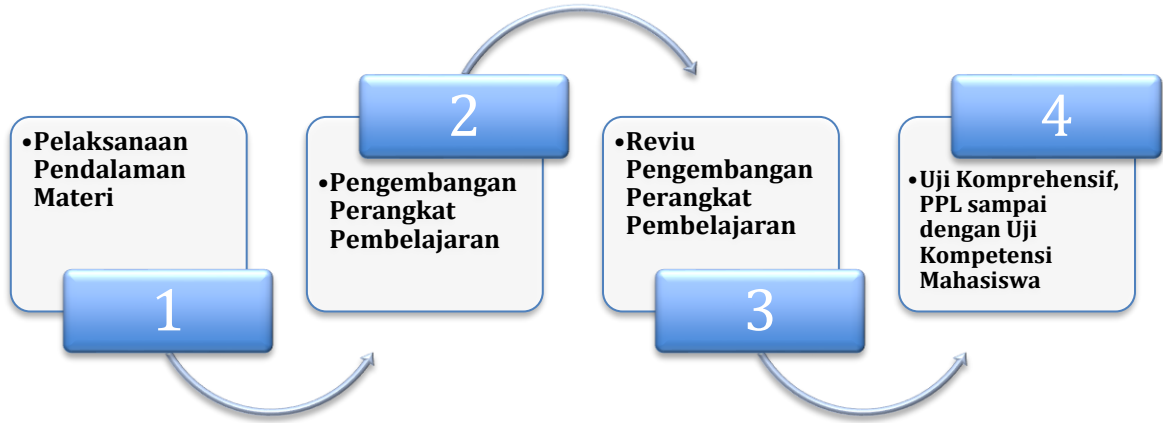 •Pelaksanaan
Pendalaman
Materi
1
2
•Pengembangan
Perangkat
Pembelajaran
•Reviu
Pengembangan
Perangkat
Pembelajaran
3
4
•Uji Komprehensif,
PPL sampai
dengan Uji
Kompetensi
Mahasiswa